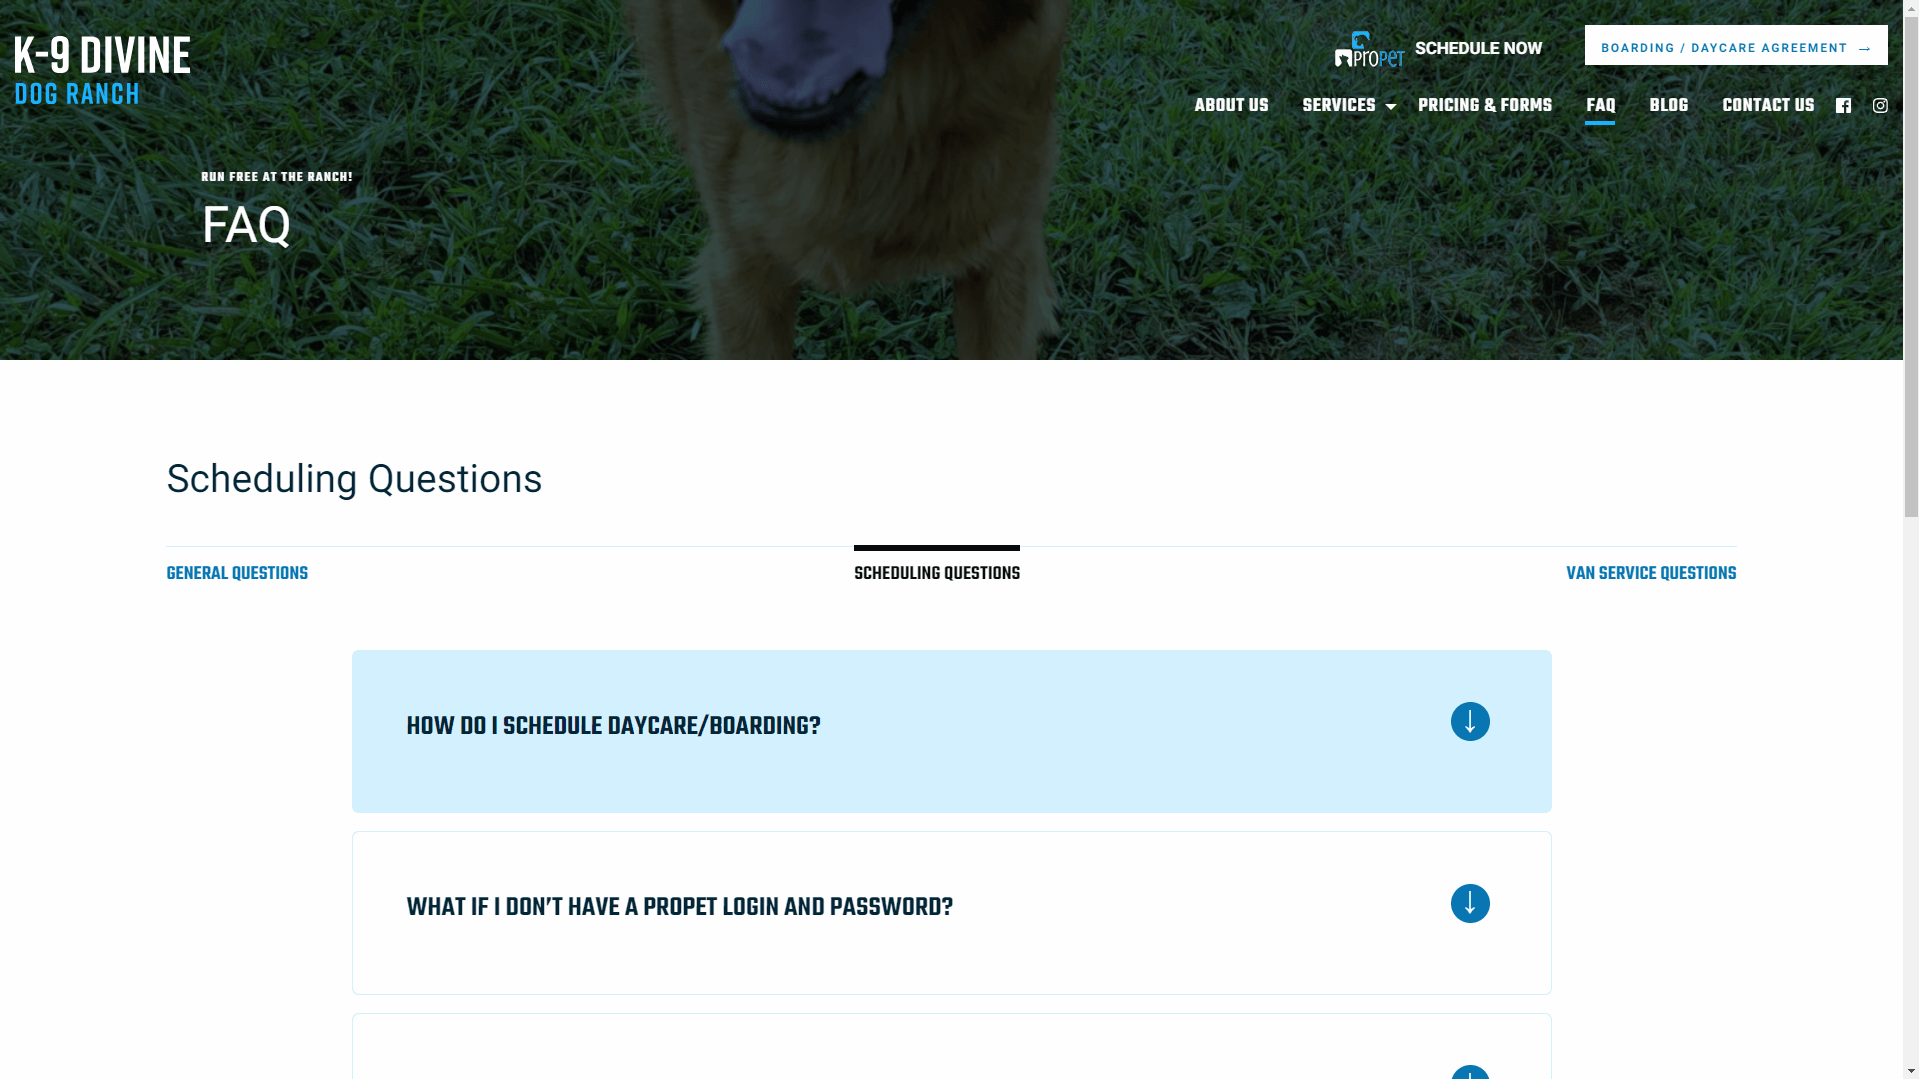 K-9 DIVINE
DOG RANCH
ProPet
SCHEDULE NOW
BOARDING / DAYCARE AGREEMENT →
ABOUT US
SERVICES
PRICING & FORMS
FAQ
BLOG
CONTACT US
RUN FREE AT THE RANCH!
FAQ
Scheduling Questions
GENERAL QUESTIONS
SCHEDULING QUESTIONS
VAN SERVICE QUESTIONS
HOW DO I SCHEDULE DAYCARE/BOARDING?
WHAT IF I DON’T HAVE A PROPET LOGIN AND PASSWORD?